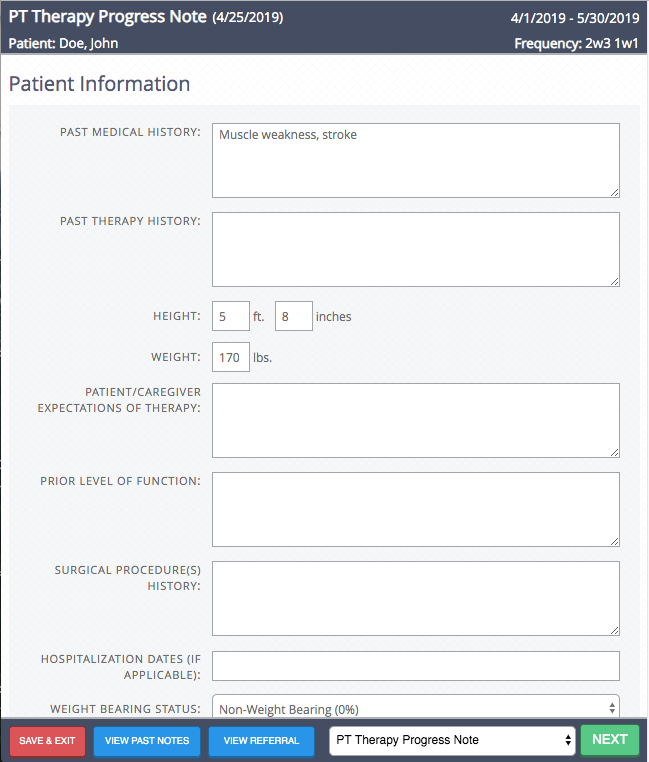 PT Therapy Progress Note (4/25/2019)
4/1/2019 - 5/30/2019
Patient: Doe, John
Frequency: 2w3 1w1
Patient Information
PAST MEDICAL HISTORY:
Muscle weakness, stroke
PAST THERAPY HISTORY:
HEIGHT: 5 ft. 8 inches
WEIGHT: 170 lbs.
PATIENT/CAREGIVER
EXPECTATIONS OF THERAPY:
PRIOR LEVEL OF FUNCTION:
SURGICAL PROCEDURE(S)
HISTORY:
HOSPITALIZATION DATES (IF
APPLICABLE):
WEIGHT BEARING STATUS: Non-Weight Bearing (0%)
SAVE & EXIT VIEW PAST NOTES VIEW REFERRAL PT Therapy Progress Note NEXT